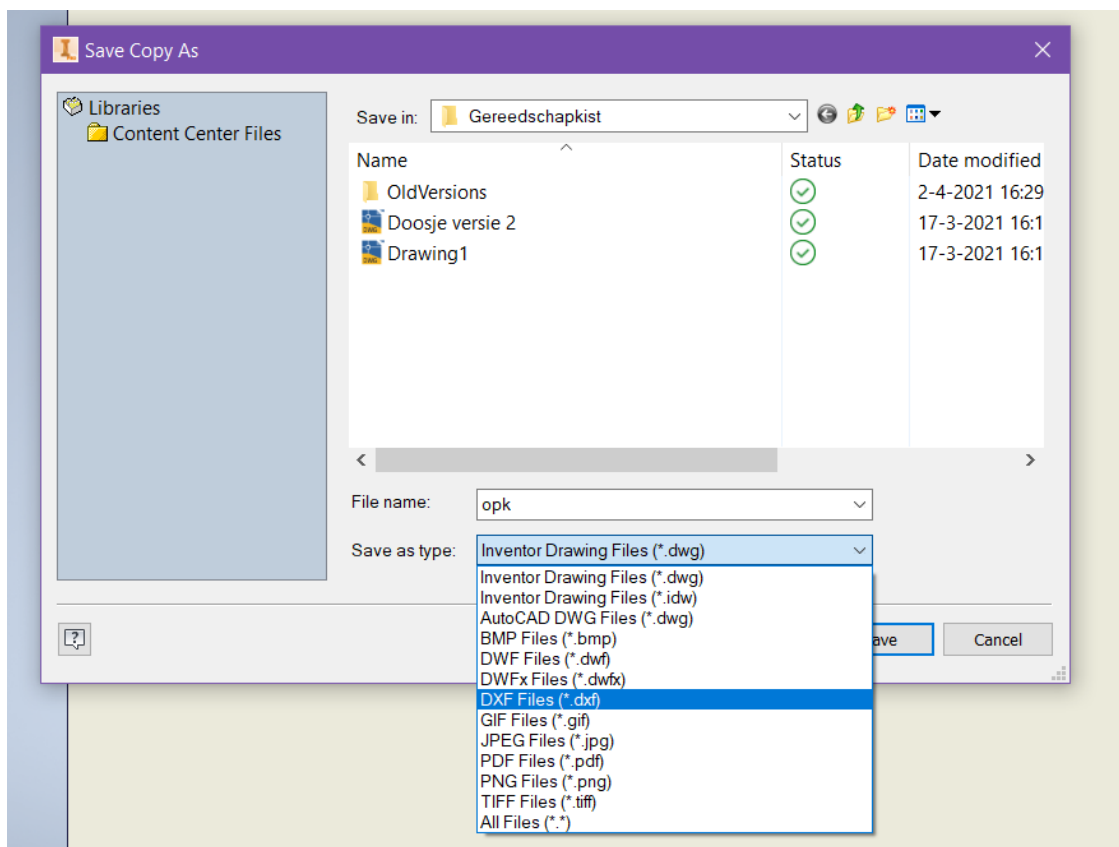 Save Copy As
Libraries
Content Center Files
Save in: Gereedschapkist
Name Status Date modified
OldVersions 2-4-2021 16:29
Doosje versie 2 17-3-2021 16:1
Drawing1 17-3-2021 16:1
File name: opk
Save as type: Inventor Drawing Files (*.dwg)
Inventor Drawing Files (*.dwg)
Inventor Drawing Files (*.idw)
AutoCAD DWG Files (*.dwg)
BMP Files (*.bmp)
DWF Files (*.dwf)
DWFx Files (*.dwfx)
DXF Files (*.dxf)
GIF Files (*.gif)
JPEG Files (*.jpg)
PDF Files (*.pdf)
PNG Files (*.png)
TIFF Files (*.tiff)
All Files (*.*)
ave Cancel